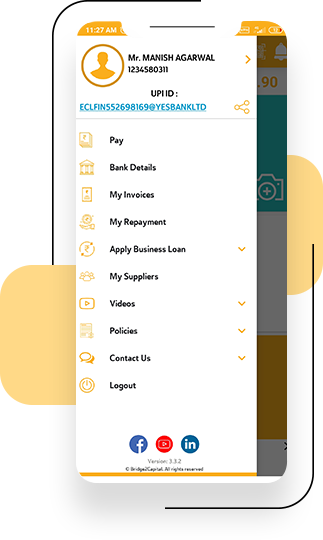 11:27 AM
Mr. MANISH AGARWAL
1234580311
.90
UPI ID :
ECLFIN552698169@YESBANKLTD
Pay
Bank Details
My Invoices
My Repayment
Apply Business Loan
My Suppliers
Videos
Policies
Contact Us
Logout
Version: 3.3.2
© Bridge2Capital. All rights reserved